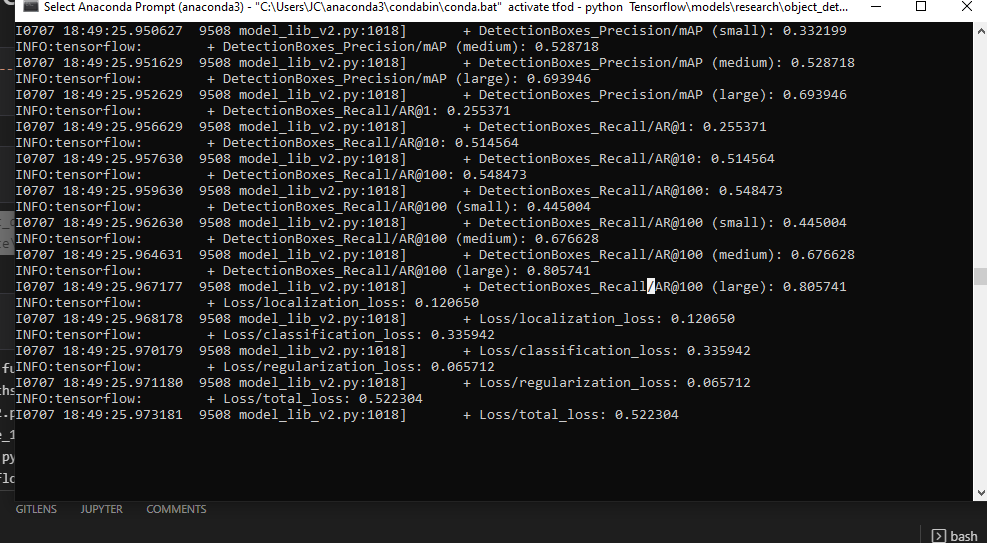 Select Anaconda Prompt (anaconda3) - "C:\Users\JC\anaconda3\condabin\conda.bat" activate tfod - python Tensorflow\models\research\object_det...
I0707 18:49:25.950627 9508 model_lib_v2.py:1018] + DetectionBoxes_Precision/mAP (small): 0.332199
INFO:tensorflow: + DetectionBoxes_Precision/mAP (medium): 0.528718
I0707 18:49:25.951629 9508 model_lib_v2.py:1018] + DetectionBoxes_Precision/mAP (medium): 0.528718
INFO:tensorflow: + DetectionBoxes_Precision/mAP (large): 0.693946
I0707 18:49:25.952629 9508 model_lib_v2.py:1018] + DetectionBoxes_Precision/mAP (large): 0.693946
INFO:tensorflow: + DetectionBoxes_Recall/AR@1: 0.255371
I0707 18:49:25.956629 9508 model_lib_v2.py:1018] + DetectionBoxes_Recall/AR@1: 0.255371
INFO:tensorflow: + DetectionBoxes_Recall/AR@10: 0.514564
I0707 18:49:25.957630 9508 model_lib_v2.py:1018] + DetectionBoxes_Recall/AR@10: 0.514564
INFO:tensorflow: + DetectionBoxes_Recall/AR@100: 0.548473
I0707 18:49:25.959630 9508 model_lib_v2.py:1018] + DetectionBoxes_Recall/AR@100: 0.548473
INFO:tensorflow: + DetectionBoxes_Recall/AR@100 (small): 0.445004
I0707 18:49:25.962630 9508 model_lib_v2.py:1018] + DetectionBoxes_Recall/AR@100 (small): 0.445004
INFO:tensorflow: + DetectionBoxes_Recall/AR@100 (medium): 0.676628
I0707 18:49:25.964631 9508 model_lib_v2.py:1018] + DetectionBoxes_Recall/AR@100 (medium): 0.676628
INFO:tensorflow: + DetectionBoxes_Recall/AR@100 (large): 0.805741
I0707 18:49:25.967177 9508 model_lib_v2.py:1018] + DetectionBoxes_Recall/AR@100 (large): 0.805741
INFO:tensorflow: + Loss/localization_loss: 0.120650
I0707 18:49:25.968178 9508 model_lib_v2.py:1018] + Loss/localization_loss: 0.120650
INFO:tensorflow: + Loss/classification_loss: 0.335942
I0707 18:49:25.970179 9508 model_lib_v2.py:1018] + Loss/classification_loss: 0.335942
INFO:tensorflow: + Loss/regularization_loss: 0.065712
I0707 18:49:25.971180 9508 model_lib_v2.py:1018] + Loss/regularization_loss: 0.065712
INFO:tensorflow: + Loss/total_loss: 0.522304
I0707 18:49:25.973181 9508 model_lib_v2.py:1018] + Loss/total_loss: 0.522304
GITLENS JUPYTER COMMENTS
bash